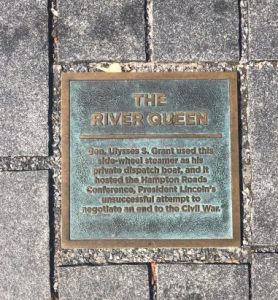 THE
RIVER QUEEN
Gen. Ulysses S. Grant used this
side-wheel steamer as his
private dispatch boat, and it
hosted the Hampton Roads
Conference, President Lincoln's
unsuccessful attempt to
negotiate an end to the Civil War.